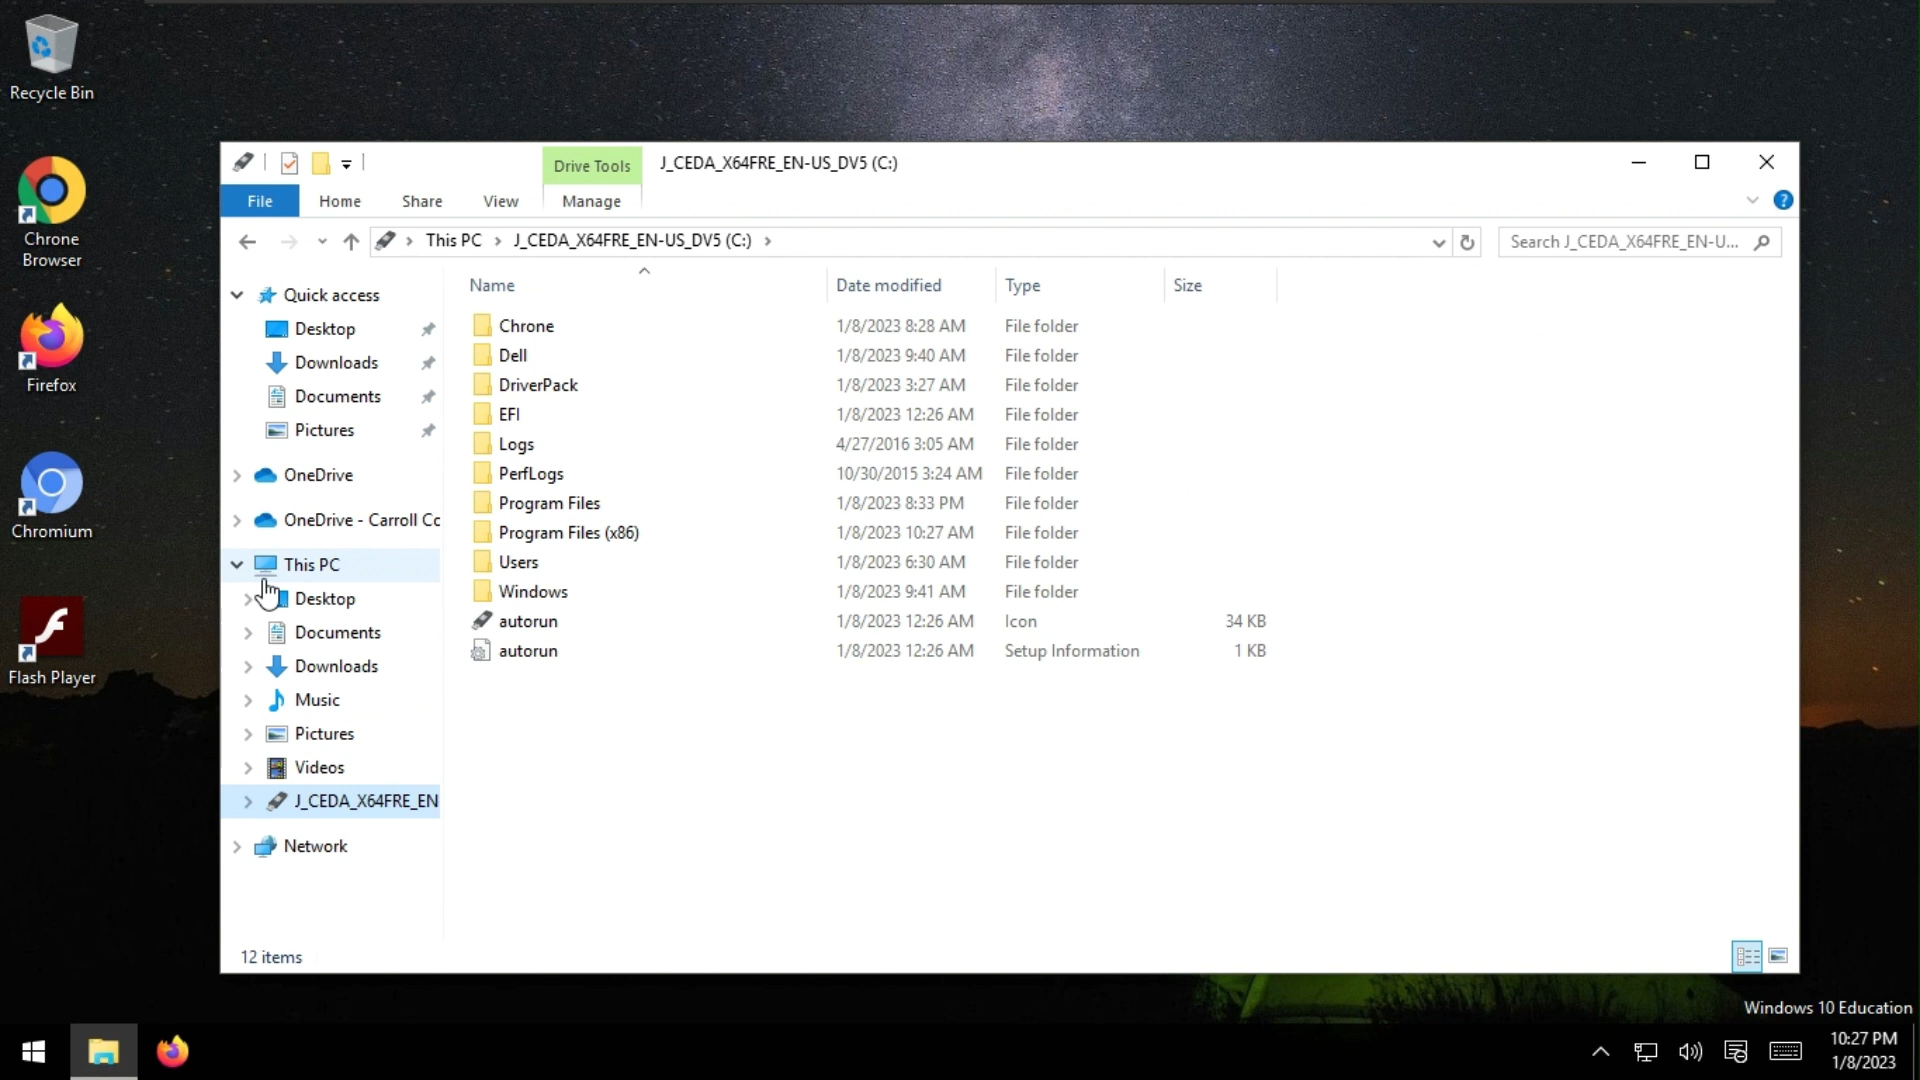 Recycle Bin
Chrone
Browser
Firefox
Chromium
Flash Player
Drive Tools
J_CEDA_X64FRE_EN-US_DV5 (C:)
File
Home
Share
View
Manage
This PC
J_CEDA_X64FRE_EN-US_DV5 (C:)
Search J_CEDA_X64FRE_EN-U...
Quick access
Desktop
Downloads
Documents
Pictures
OneDrive
OneDrive - Carroll Cc
This PC
Desktop
Documents
Downloads
Music
Pictures
Videos
J_CEDA_X64FRE_EN
Network
Name Date modified Type Size
Chrone 1/8/2023 8:28 AM File folder
Dell 1/8/2023 9:40 AM File folder
DriverPack 1/8/2023 3:27 AM File folder
EFI 1/8/2023 12:26 AM File folder
Logs 4/27/2016 3:05 AM File folder
PerfLogs 10/30/2015 3:24 AM File folder
Program Files 1/8/2023 8:33 PM File folder
Program Files (x86) 1/8/2023 10:27 AM File folder
Users 1/8/2023 6:30 AM File folder
Windows 1/8/2023 9:41 AM File folder
autorun 1/8/2023 12:26 AM Icon 34 KB
autorun 1/8/2023 12:26 AM Setup Information 1 KB
12 items
Windows 10 Education
10:27 PM
1/8/2023